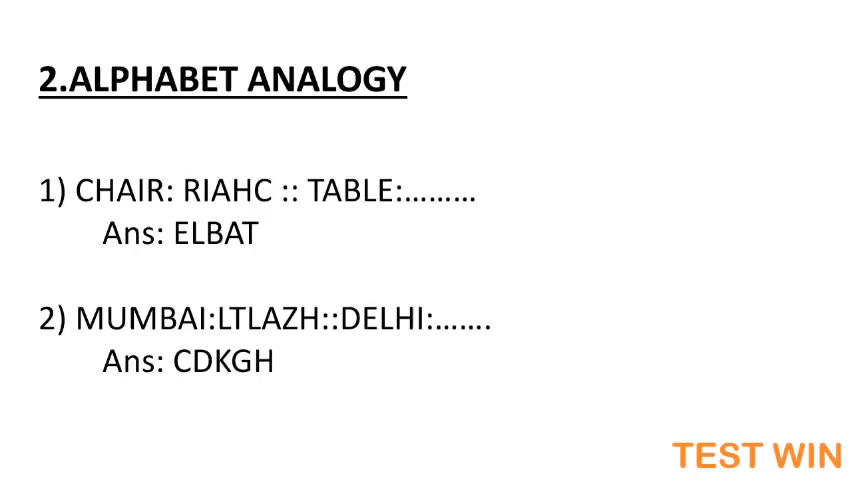 2.ALPHABET ANALOGY
1) CHAIR: RIAHC :: TABLE:………
Ans: ELBAT
2) MUMBAI:LTLAZH::DELHI:…….
Ans: CDKGH
TEST WIN